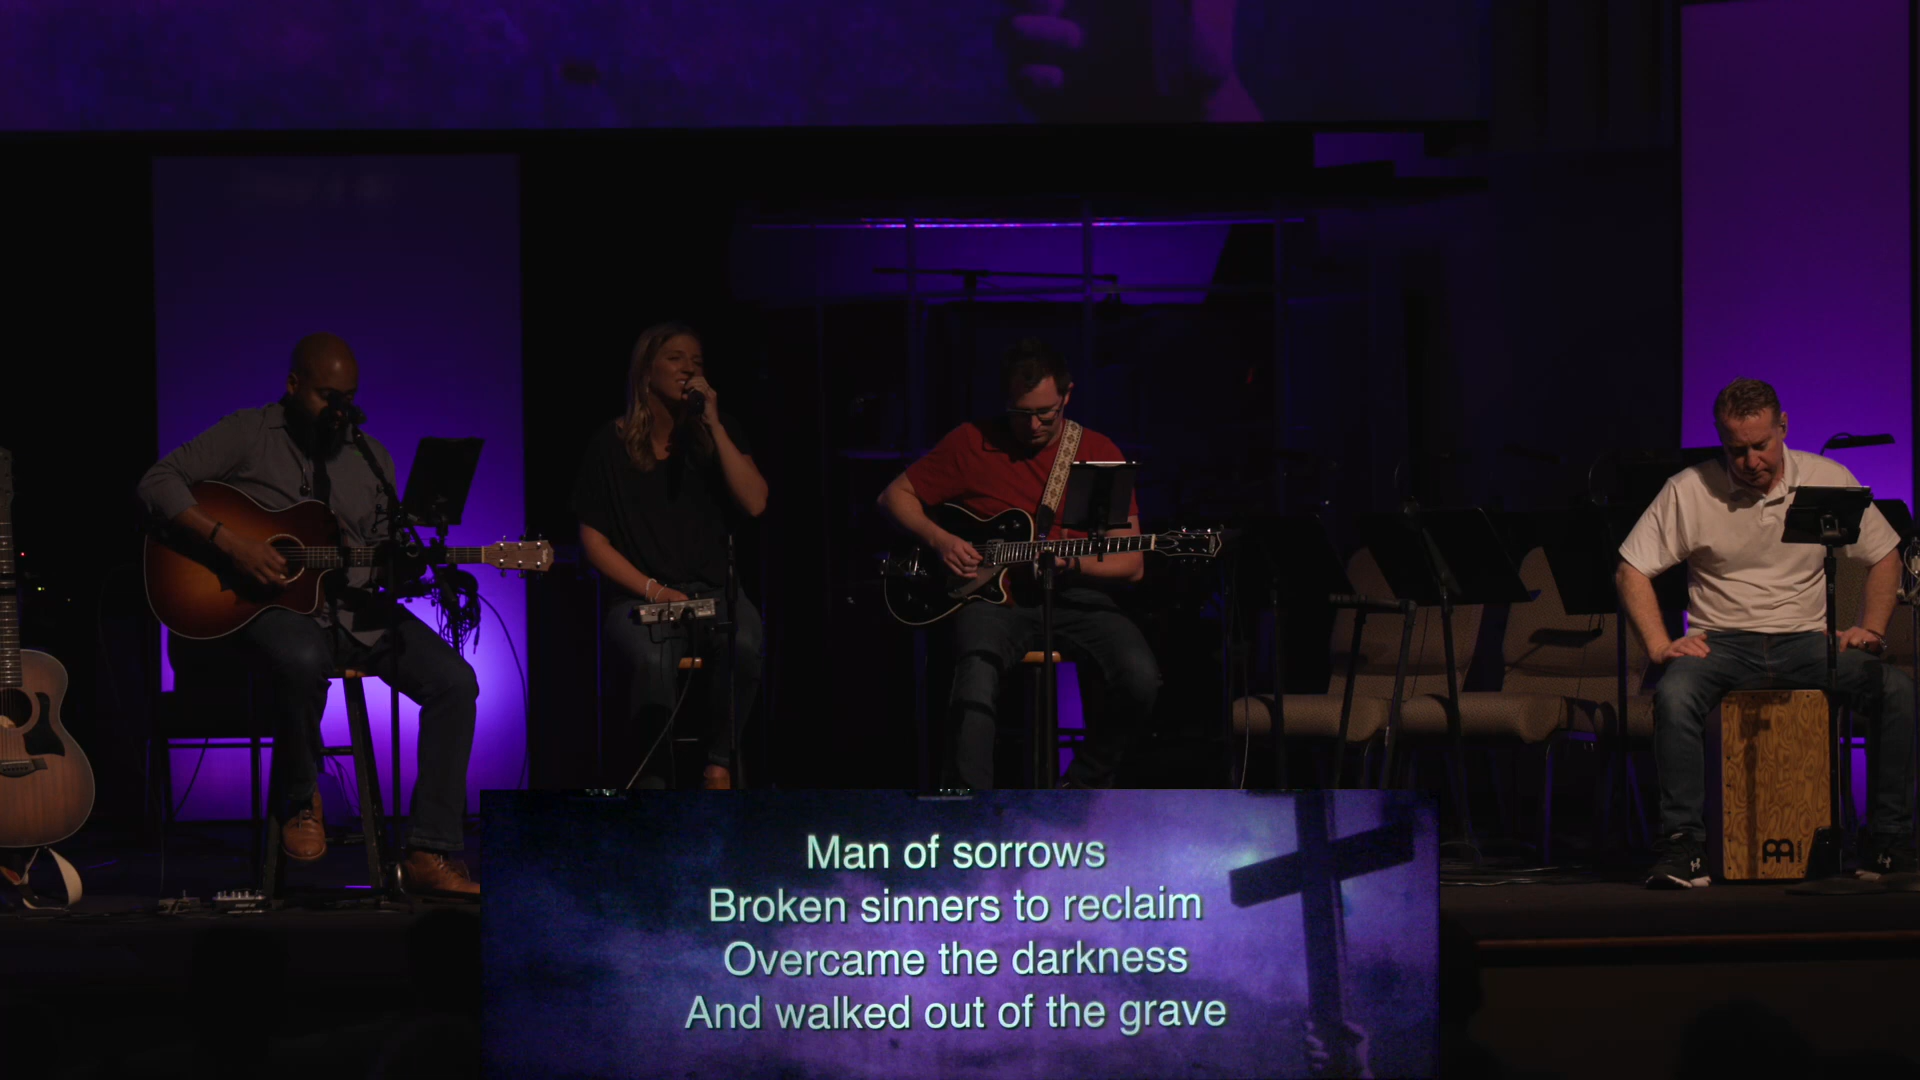 Man of sorrows
Broken sinners to reclaim
Overcame the darkness
And walked out of the grave